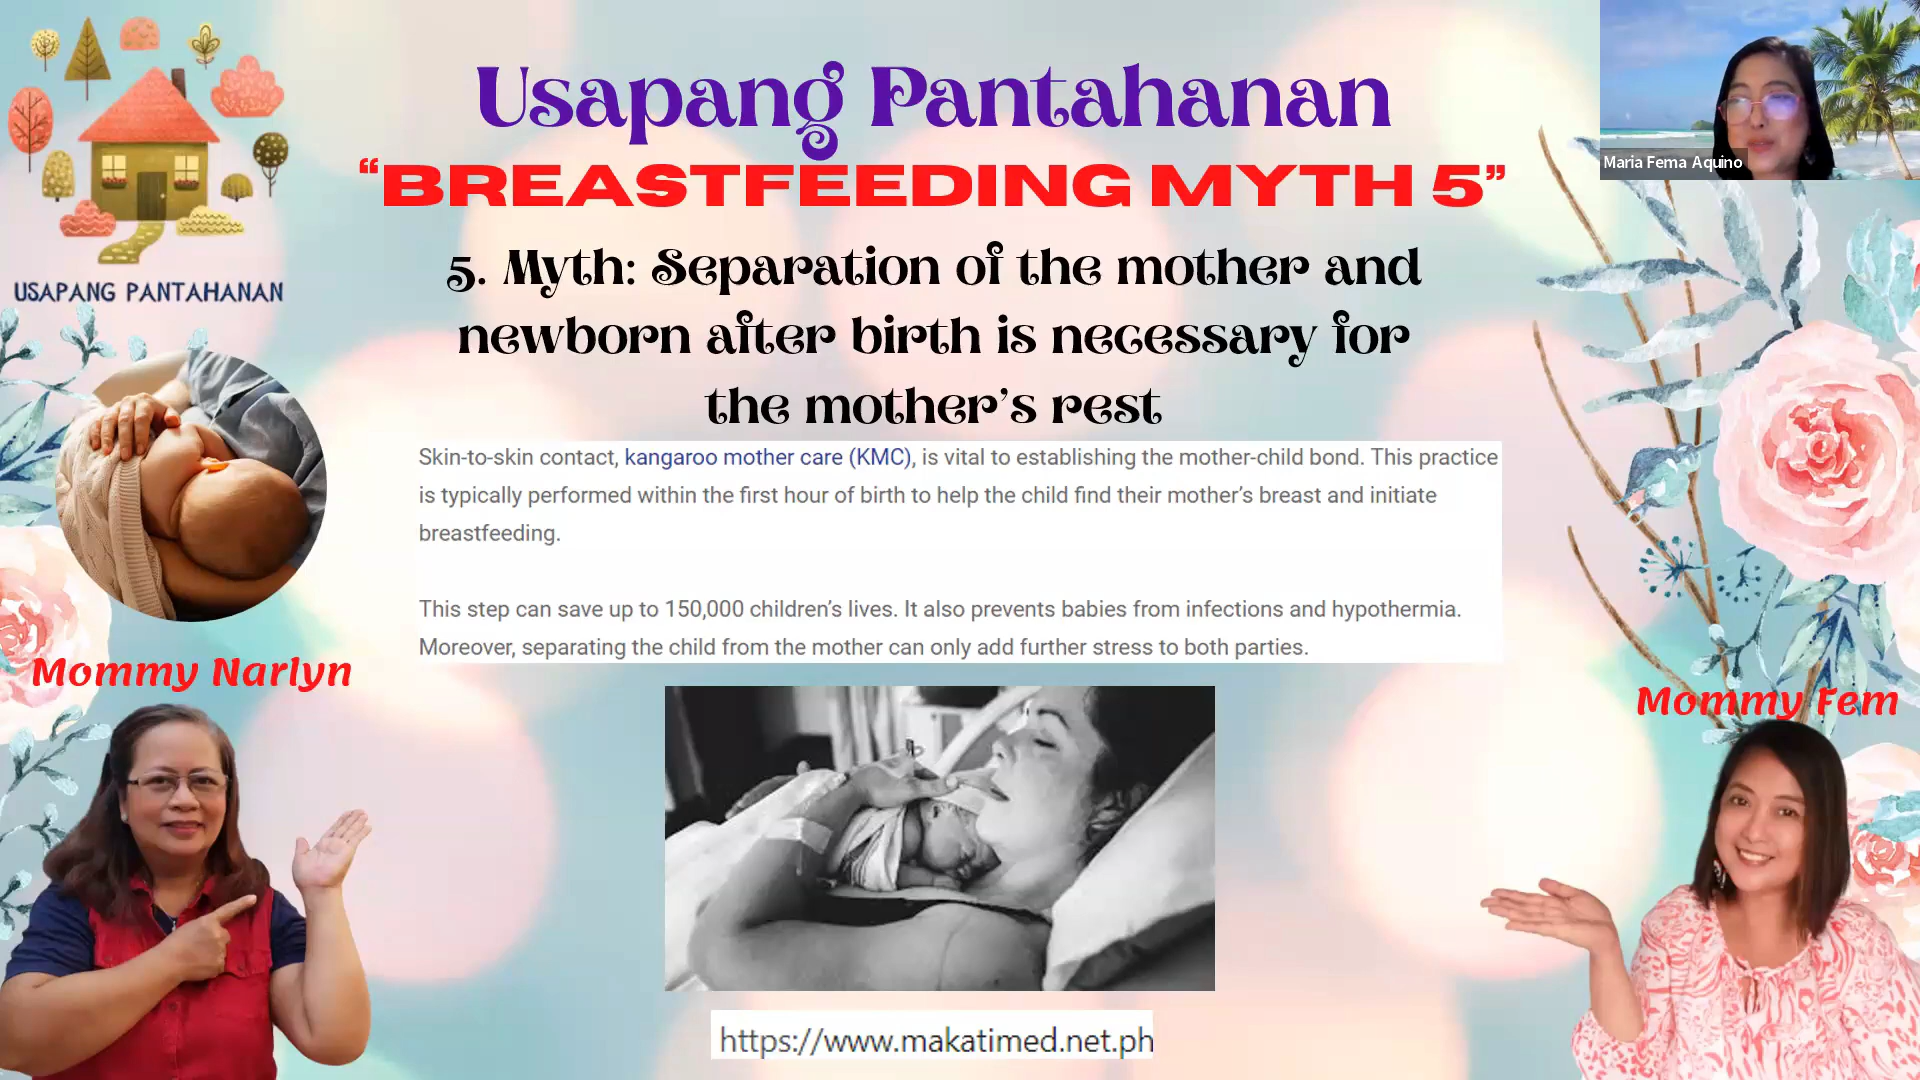 Usapang Pantahanan
“BREASTFEEDING MYTH 5”
Maria Fema Aquino
USAPANG PANTAHANAN
5. Myth: Separation of the mother and
newborn after birth is necessary for
the mother’s rest
Skin-to-skin contact, kangaroo mother care (KMC), is vital to establishing the mother-child bond. This practice
is typically performed within the first hour of birth to help the child find their mother’s breast and initiate
breastfeeding.
This step can save up to 150,000 children’s lives. It also prevents babies from infections and hypothermia.
Moreover, separating the child from the mother can only add further stress to both parties.
Mommy Narlyn
Mommy Fem
https://www.makatimed.net.ph